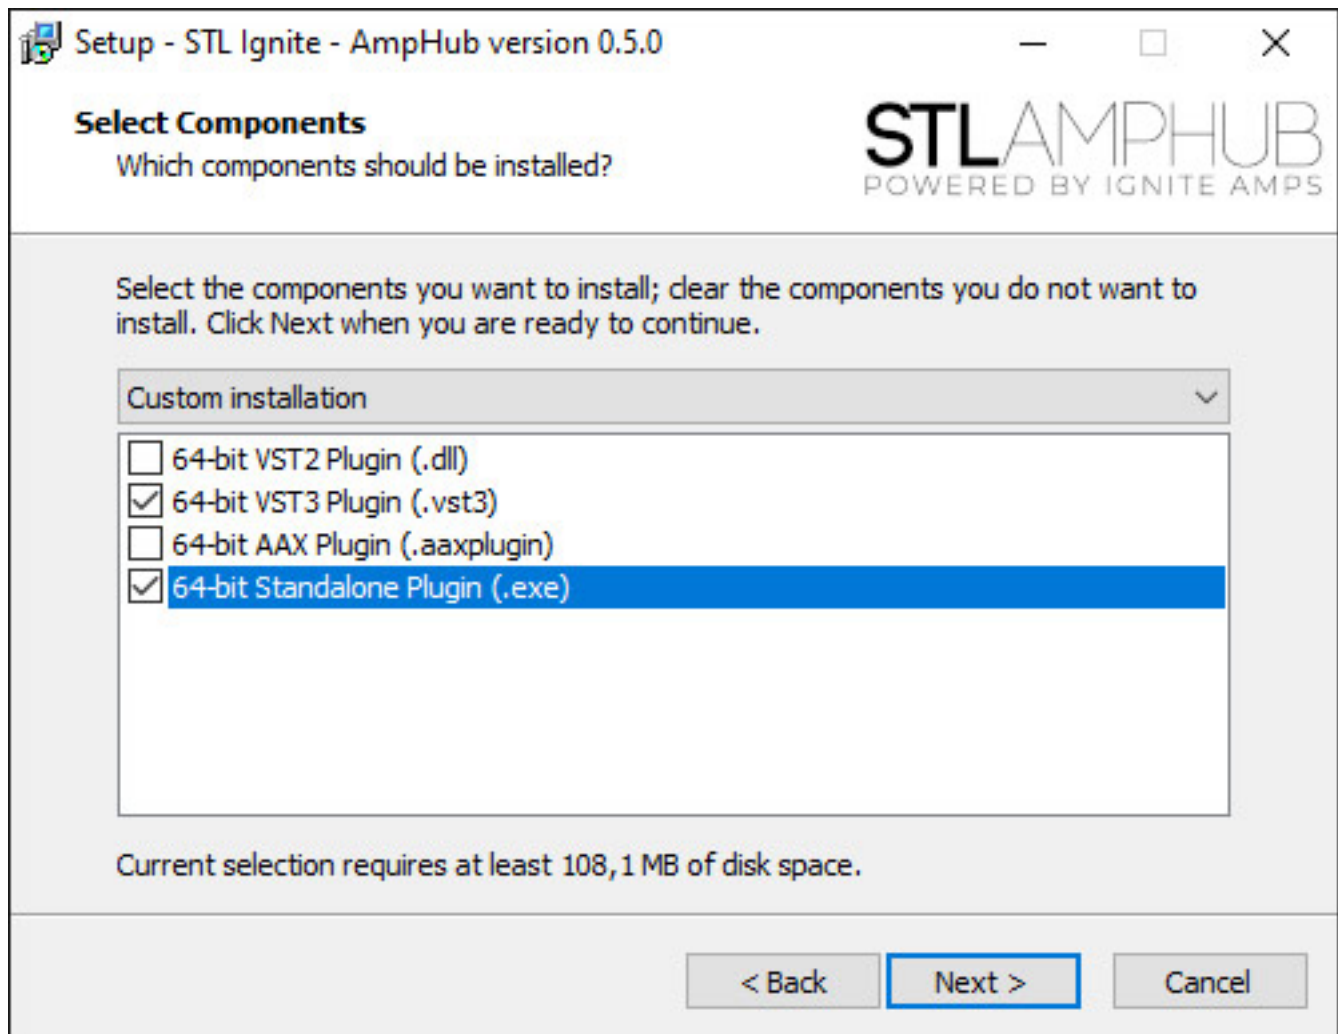 Setup - STL Ignite - AmpHub version 0.5.0
Select Components
Which components should be installed?
STLAMPHUB
POWERED BY IGNITE AMPS
Select the components you want to install; clear the components you do not want to
install. Click Next when you are ready to continue.
Custom installation
64-bit VST2 Plugin (.dll)
64-bit VST3 Plugin (.vst3)
64-bit AAX Plugin (.aaxplugin)
64-bit Standalone Plugin (.exe)
Current selection requires at least 108,1 MB of disk space.
< Back
Next >
Cancel